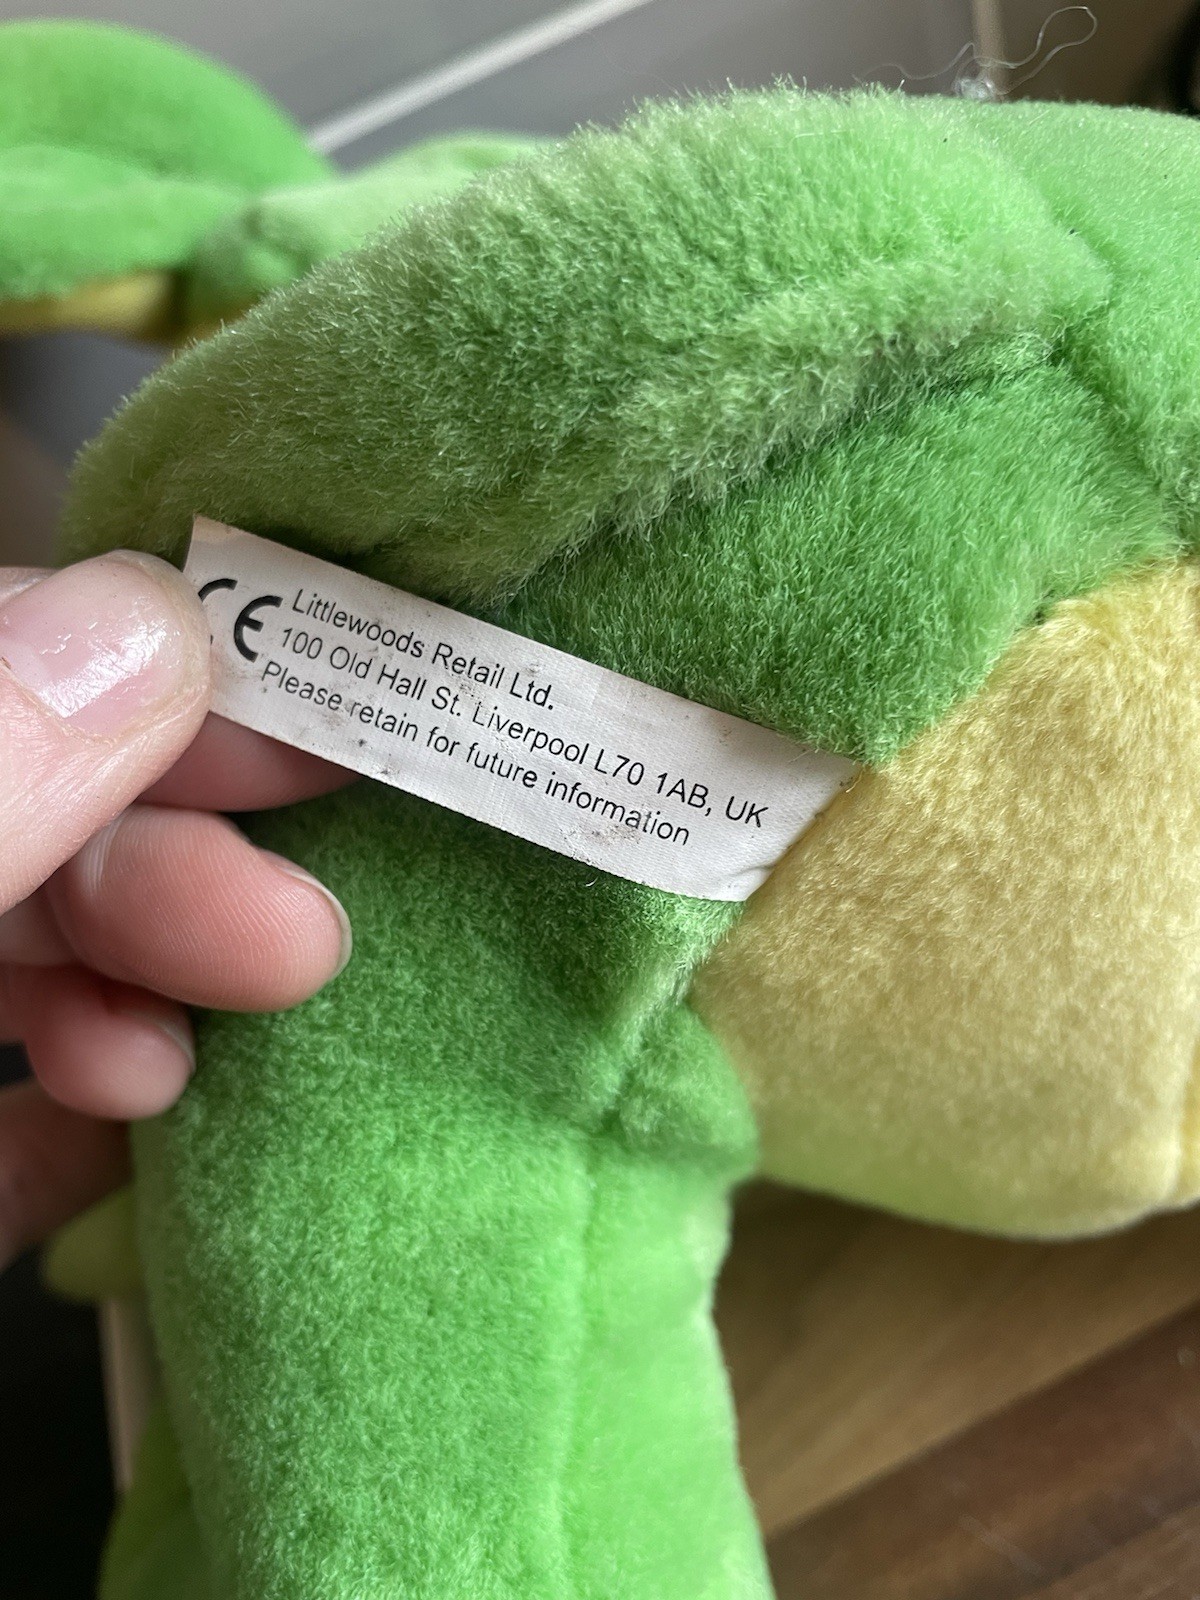 CE
Littlewoods Retail Ltd.
100 Old Hall St. Liverpool L70 1AB, UK
Please retain for future information